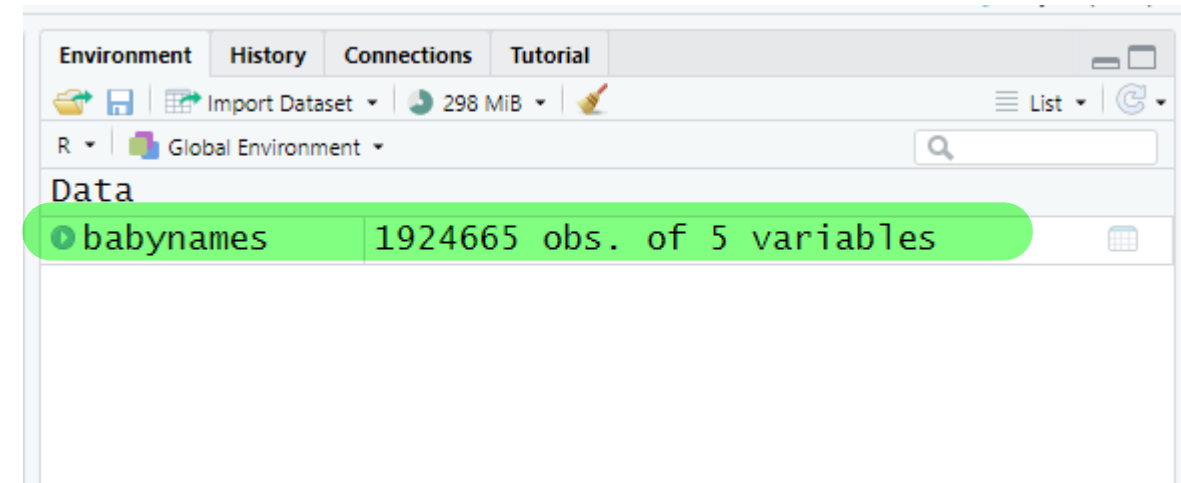 Environment History Connections Tutorial
Import Dataset 298 MiB List
R Global Environment
Data
babynames 1924665 obs. of 5 variables